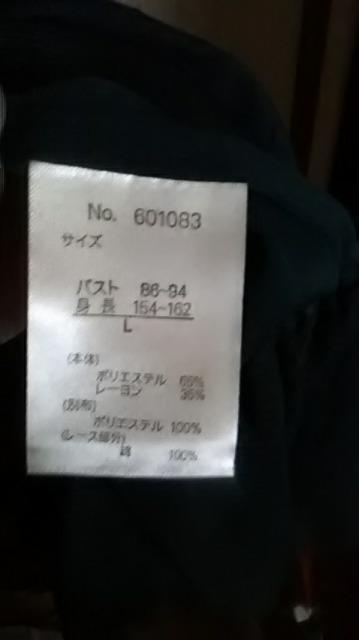 No. 601083
サイズ
バスト 86~94
身長 154~162
L
(本体)
ポリエステル 65%
レーヨン 35%
(別布)
ポリエステル 100%
(レース部分)
綿 100%